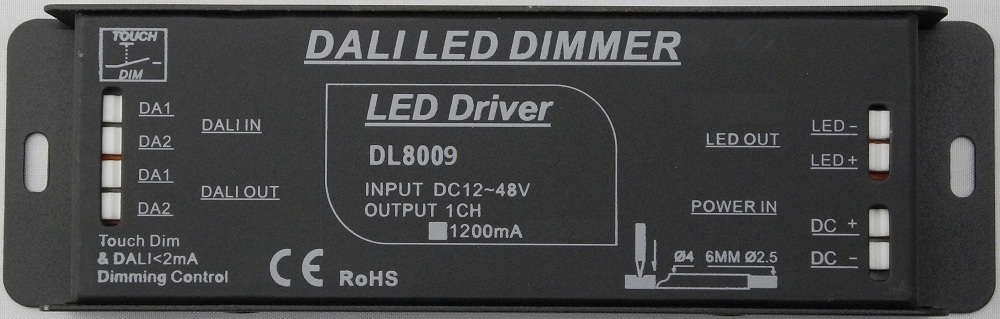 TOUCH
DIM
DALI LED DIMMER
DA1
DA2
DALI IN
DA1
DA2
DALI OUT
Touch Dim
& DALI<2mA
Dimming Control
LED Driver
DL8009
INPUT DC12~48V
OUTPUT 1CH
1200mA
CE RoHS
LED OUT
LED -
LED +
POWER IN
DC +
DC -
Ø4 6MM Ø2.5